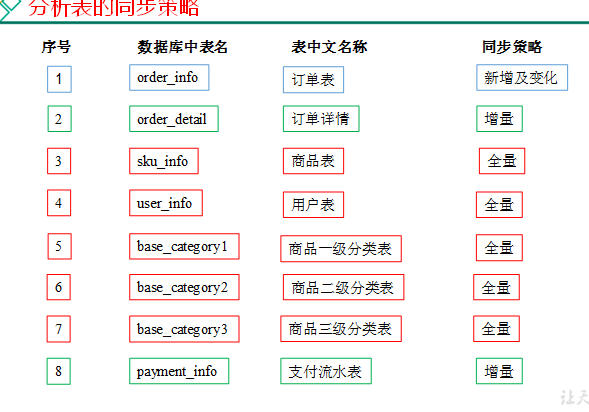 分析表的同步策略
序号 数据库中表名 表中文名称 同步策略
1 order_info 订单表 新增及变化
2 order_detail 订单详情 增量
3 sku_info 商品表 全量
4 user_info 用户表 全量
5 base_category1 商品一级分类表 全量
6 base_category2 商品二级分类表 全量
7 base_category3 商品三级分类表 全量
8 payment_info 支付流水表 增量
让天